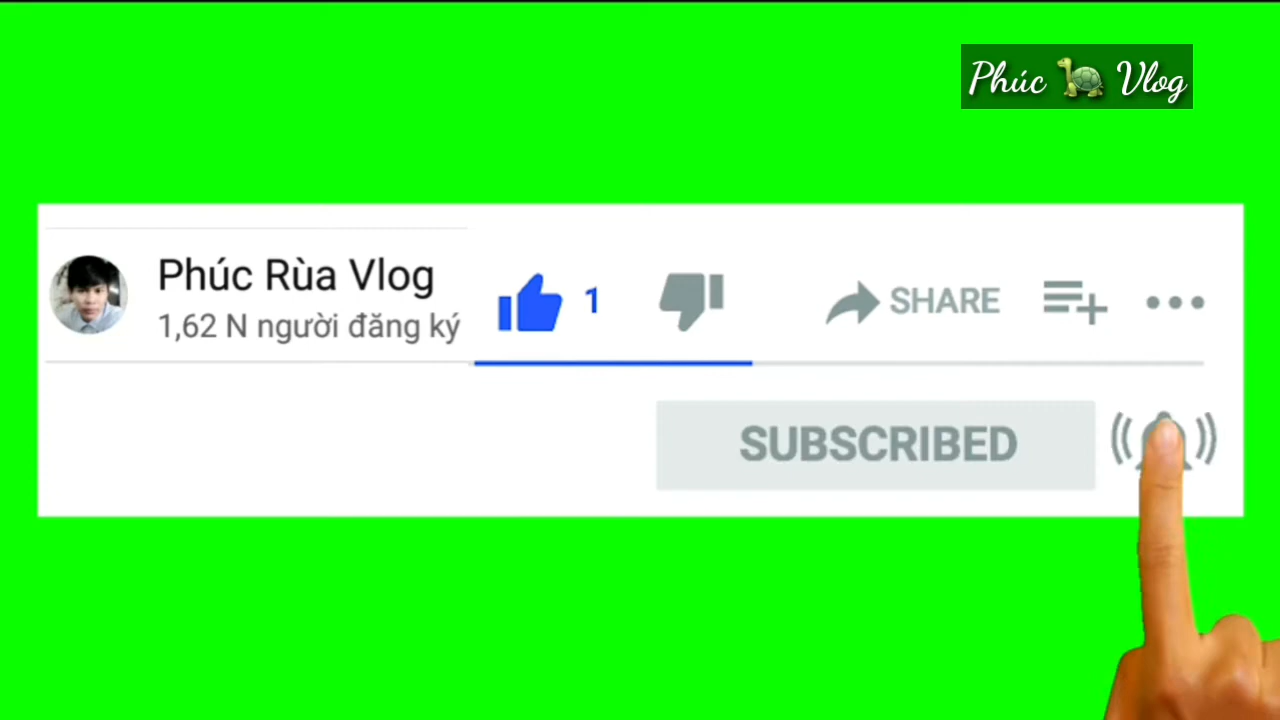 Phúc 🐢 Vlog
Phúc Rùa Vlog
1,62 N người đăng ký
1
SHARE
SUBSCRIBED